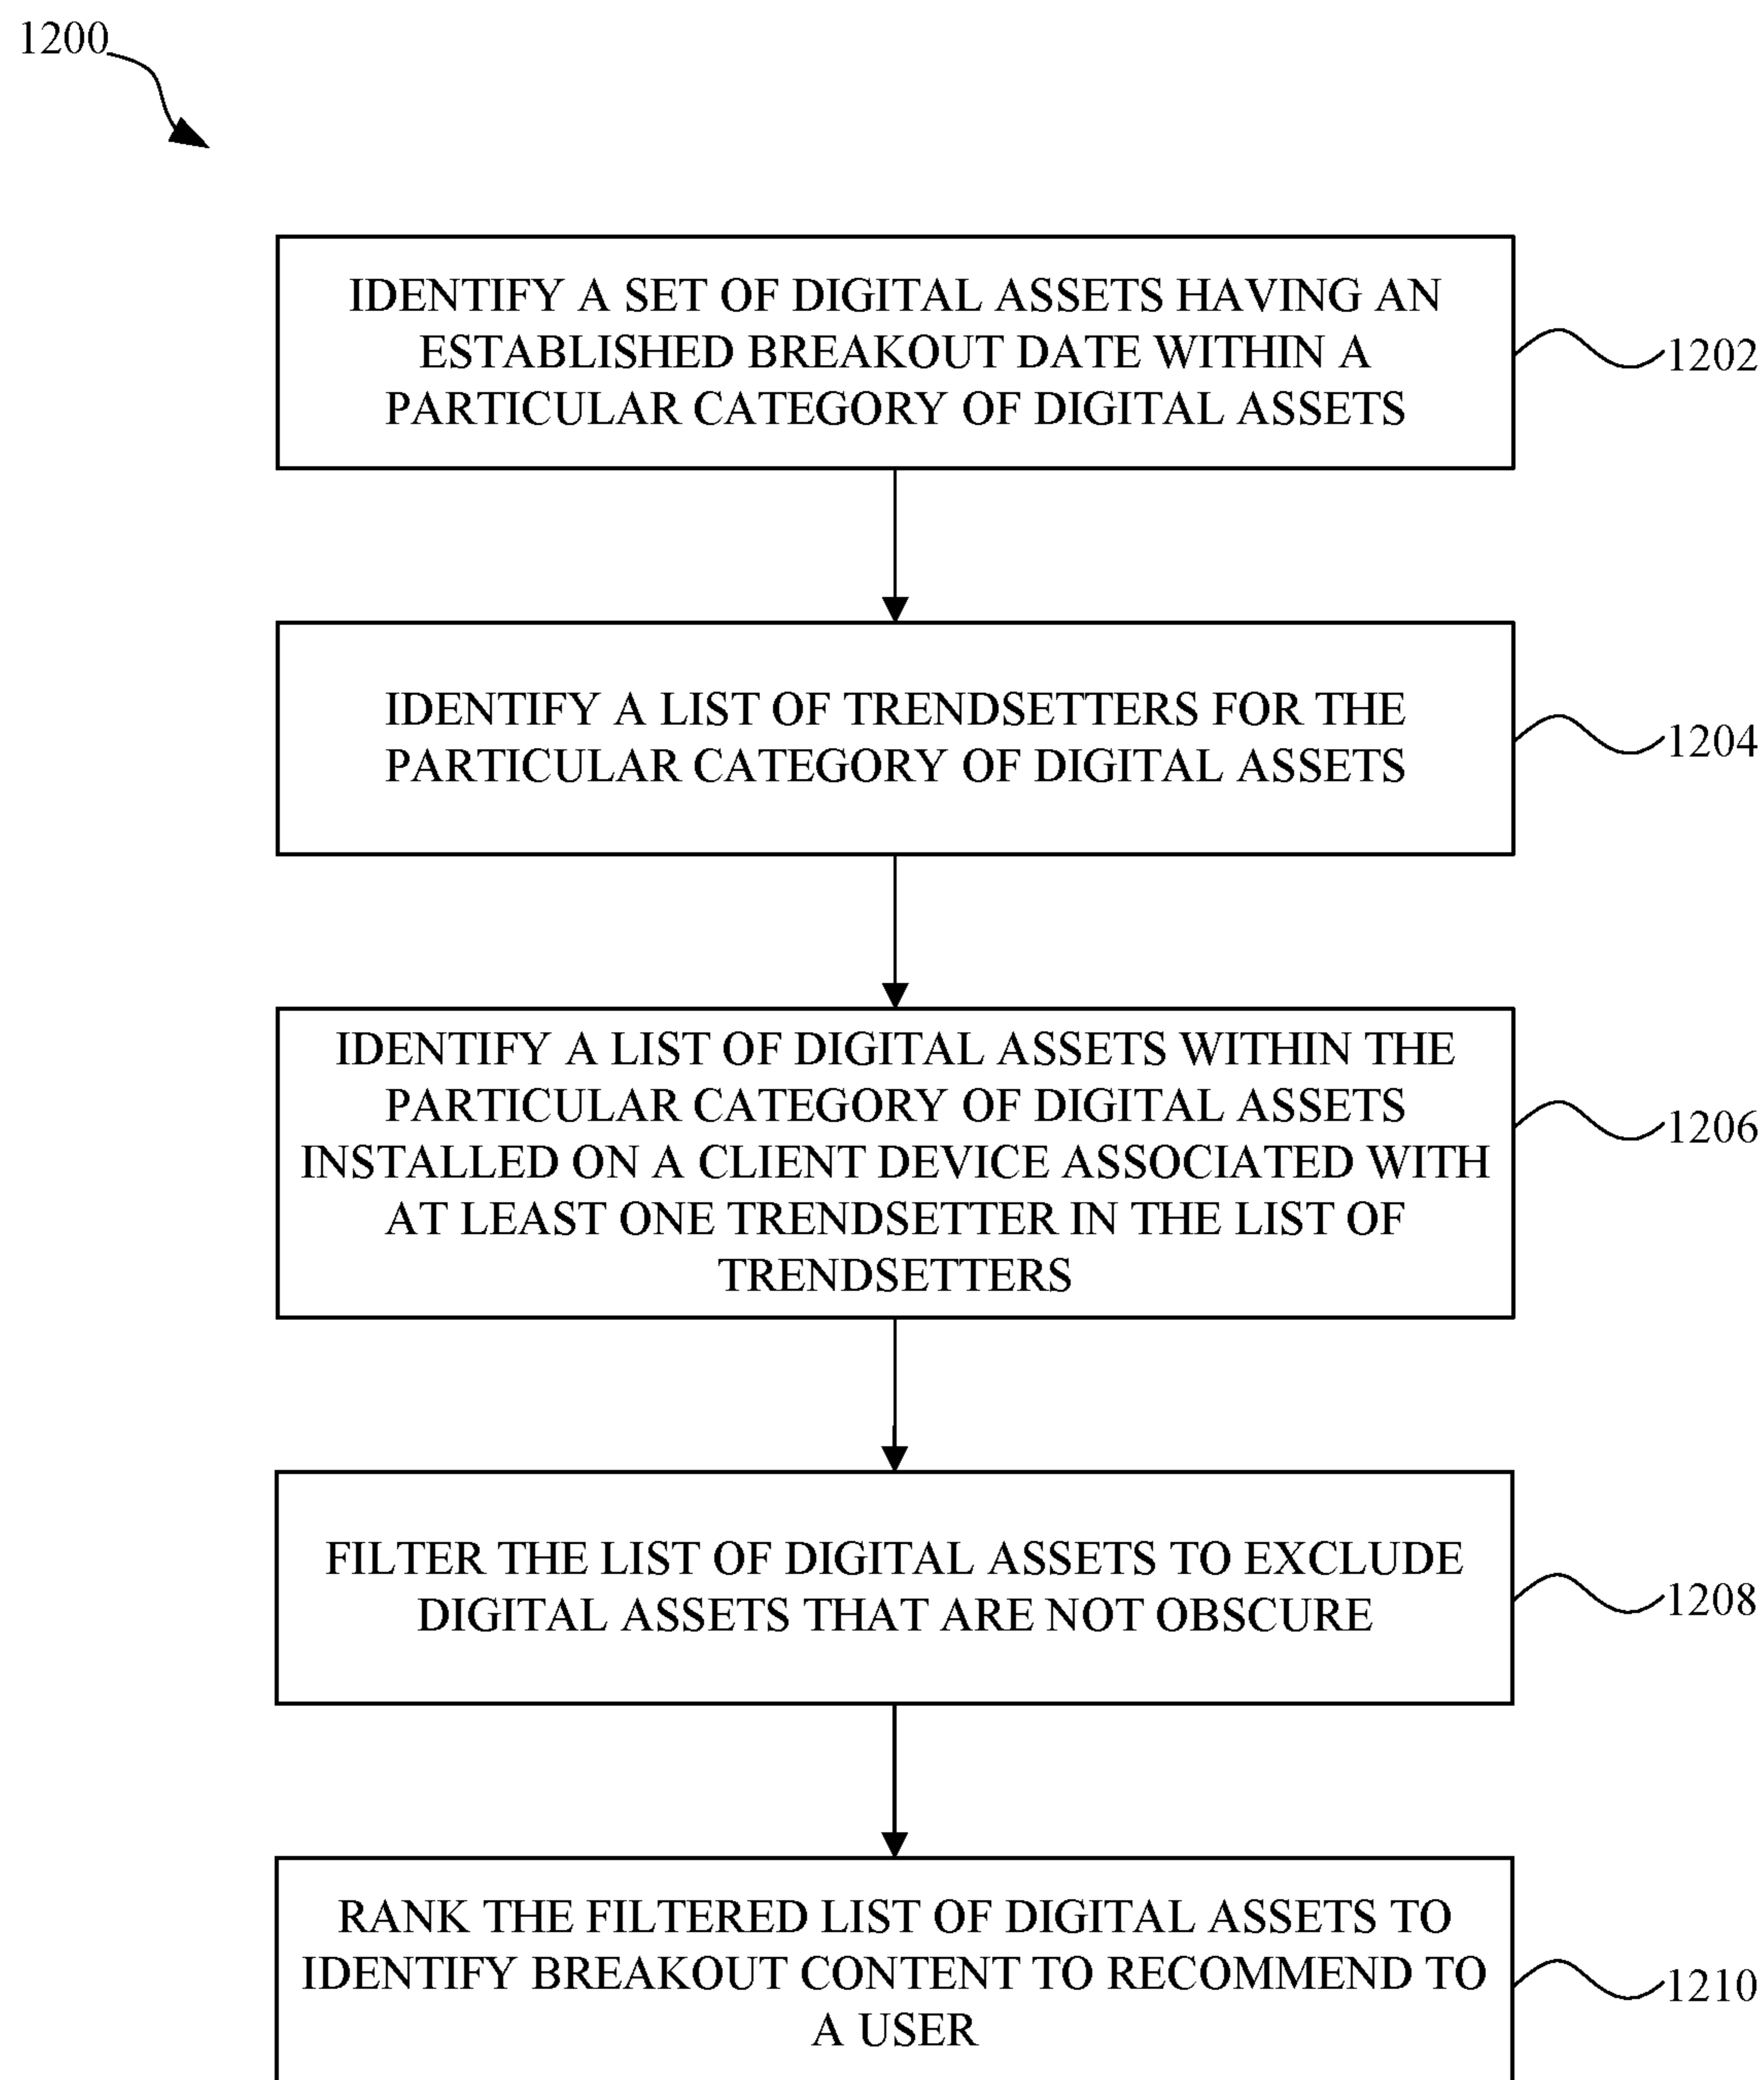 1200
IDENTIFY A SET OF DIGITAL ASSETS HAVING AN
ESTABLISHED BREAKOUT DATE WITHIN A
PARTICULAR CATEGORY OF DIGITAL ASSETS
1202
IDENTIFY A LIST OF TRENDSETTERS FOR THE
PARTICULAR CATEGORY OF DIGITAL ASSETS
1204
IDENTIFY A LIST OF DIGITAL ASSETS WITHIN THE
PARTICULAR CATEGORY OF DIGITAL ASSETS
INSTALLED ON A CLIENT DEVICE ASSOCIATED WITH
AT LEAST ONE TRENDSETTER IN THE LIST OF
TRENDSETTERS
1206
FILTER THE LIST OF DIGITAL ASSETS TO EXCLUDE
DIGITAL ASSETS THAT ARE NOT OBSCURE
1208
RANK THE FILTERED LIST OF DIGITAL ASSETS TO
IDENTIFY BREAKOUT CONTENT TO RECOMMEND TO
A USER
1210